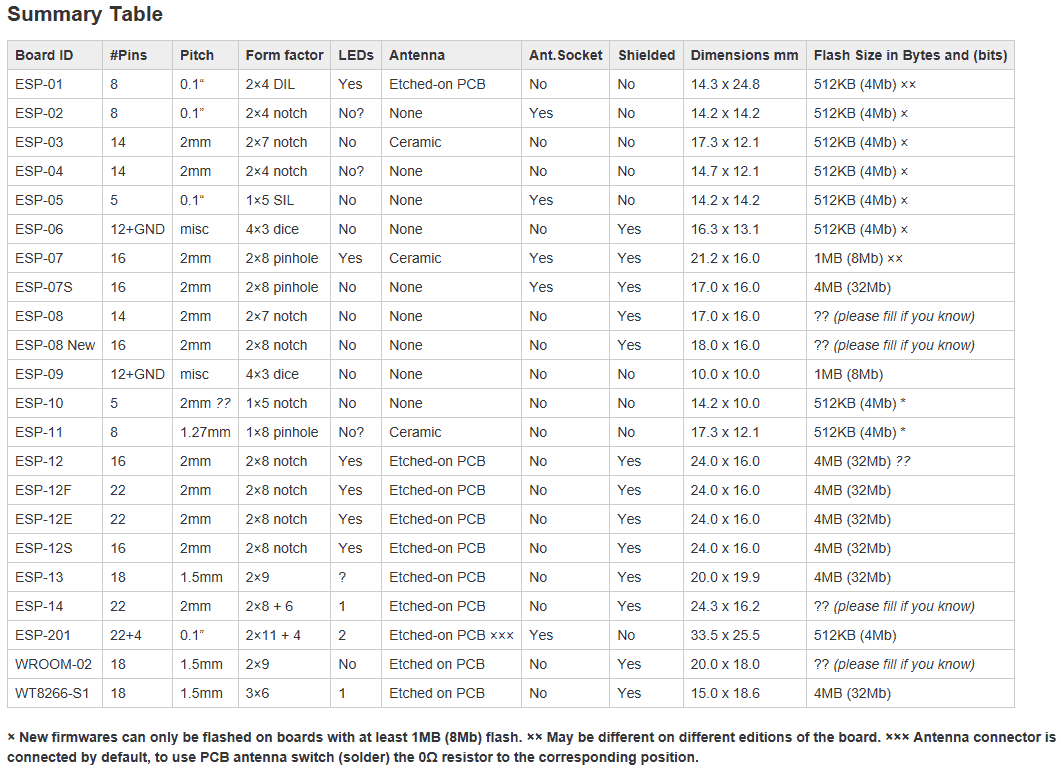 Summary Table
Board ID #Pins Pitch Form factor LEDs Antenna Ant.Socket Shielded Dimensions mm Flash Size in Bytes and (bits)
ESP-01 8 0.1“ 2×4 DIL Yes Etched-on PCB No No 14.3 x 24.8 512KB (4Mb) ××
ESP-02 8 0.1” 2×4 notch No? None Yes No 14.2 x 14.2 512KB (4Mb) ×
ESP-03 14 2mm 2×7 notch No Ceramic No No 17.3 x 12.1 512KB (4Mb) ×
ESP-04 14 2mm 2×4 notch No? None No No 14.7 x 12.1 512KB (4Mb) ×
ESP-05 5 0.1“ 1×5 SIL No None Yes No 14.2 x 14.2 512KB (4Mb) ×
ESP-06 12+GND misc 4×3 dice No None No Yes 16.3 x 13.1 512KB (4Mb) ×
ESP-07 16 2mm 2×8 pinhole Yes Ceramic Yes Yes 21.2 x 16.0 1MB (8Mb) ××
ESP-07S 16 2mm 2×8 pinhole No None Yes Yes 17.0 x 16.0 4MB (32Mb)
ESP-08 14 2mm 2×7 notch No None No Yes 17.0 x 16.0 ?? (please fill if you know)
ESP-08 New 16 2mm 2×8 notch No None No Yes 18.0 x 16.0 ?? (please fill if you know)
ESP-09 12+GND misc 4×3 dice No None No No 10.0 x 10.0 1MB (8Mb)
ESP-10 5 2mm ?? 1×5 notch No None No No 14.2 x 10.0 512KB (4Mb) *
ESP-11 8 1.27mm 1×8 pinhole No? Ceramic No No 17.3 x 12.1 512KB (4Mb) *
ESP-12 16 2mm 2×8 notch Yes Etched-on PCB No Yes 24.0 x 16.0 4MB (32Mb) ??
ESP-12F 22 2mm 2×8 notch Yes Etched-on PCB No Yes 24.0 x 16.0 4MB (32Mb)
ESP-12E 22 2mm 2×8 notch Yes Etched-on PCB No Yes 24.0 x 16.0 4MB (32Mb)
ESP-12S 16 2mm 2×8 notch Yes Etched-on PCB No Yes 24.0 x 16.0 4MB (32Mb)
ESP-13 18 1.5mm 2×9 ? Etched-on PCB No Yes 20.0 x 19.9 4MB (32Mb)
ESP-14 22 2mm 2×8 + 6 1 Etched-on PCB No Yes 24.3 x 16.2 ?? (please fill if you know)
ESP-201 22+4 0.1” 2×11 + 4 2 Etched-on PCB ××× Yes No 33.5 x 25.5 512KB (4Mb)
WROOM-02 18 1.5mm 2×9 No Etched on PCB No Yes 20.0 x 18.0 ?? (please fill if you know)
WT8266-S1 18 1.5mm 3×6 1 Etched on PCB No Yes 15.0 x 18.6 4MB (32Mb)
× New firmwares can only be flashed on boards with at least 1MB (8Mb) flash. ×× May be different on different editions of the board. ××× Antenna connector is
connected by default, to use PCB antenna switch (solder) the 0Ω resistor to the corresponding position.